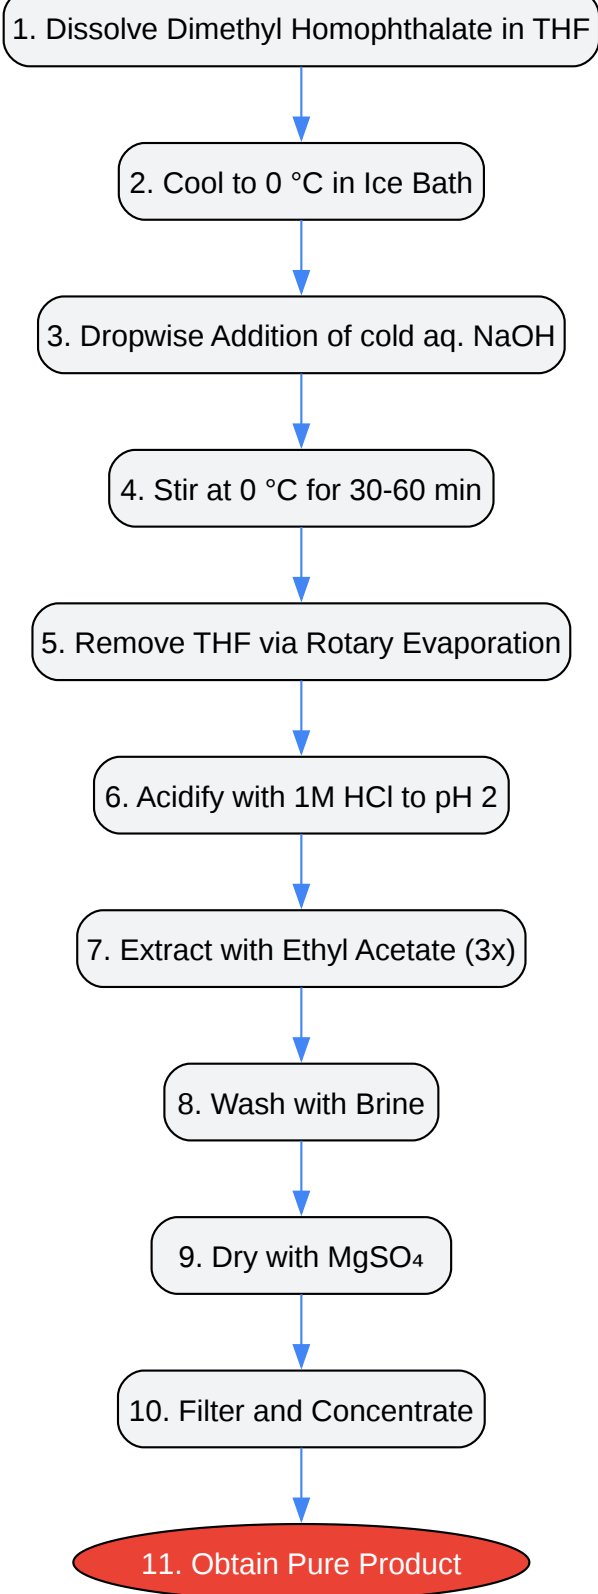 1. Dissolve Dimethyl Homophthalate in THF
2. Cool to 0 °C in Ice Bath
3. Dropwise Addition of cold aq. NaOH
4. Stir at 0 °C for 30-60 min
5. Remove THF via Rotary Evaporation
6. Acidify with 1M HCl to pH 2
7. Extract with Ethyl Acetate (3x)
8. Wash with Brine
9. Dry with MgSO₄
10. Filter and Concentrate
11. Obtain Pure Product